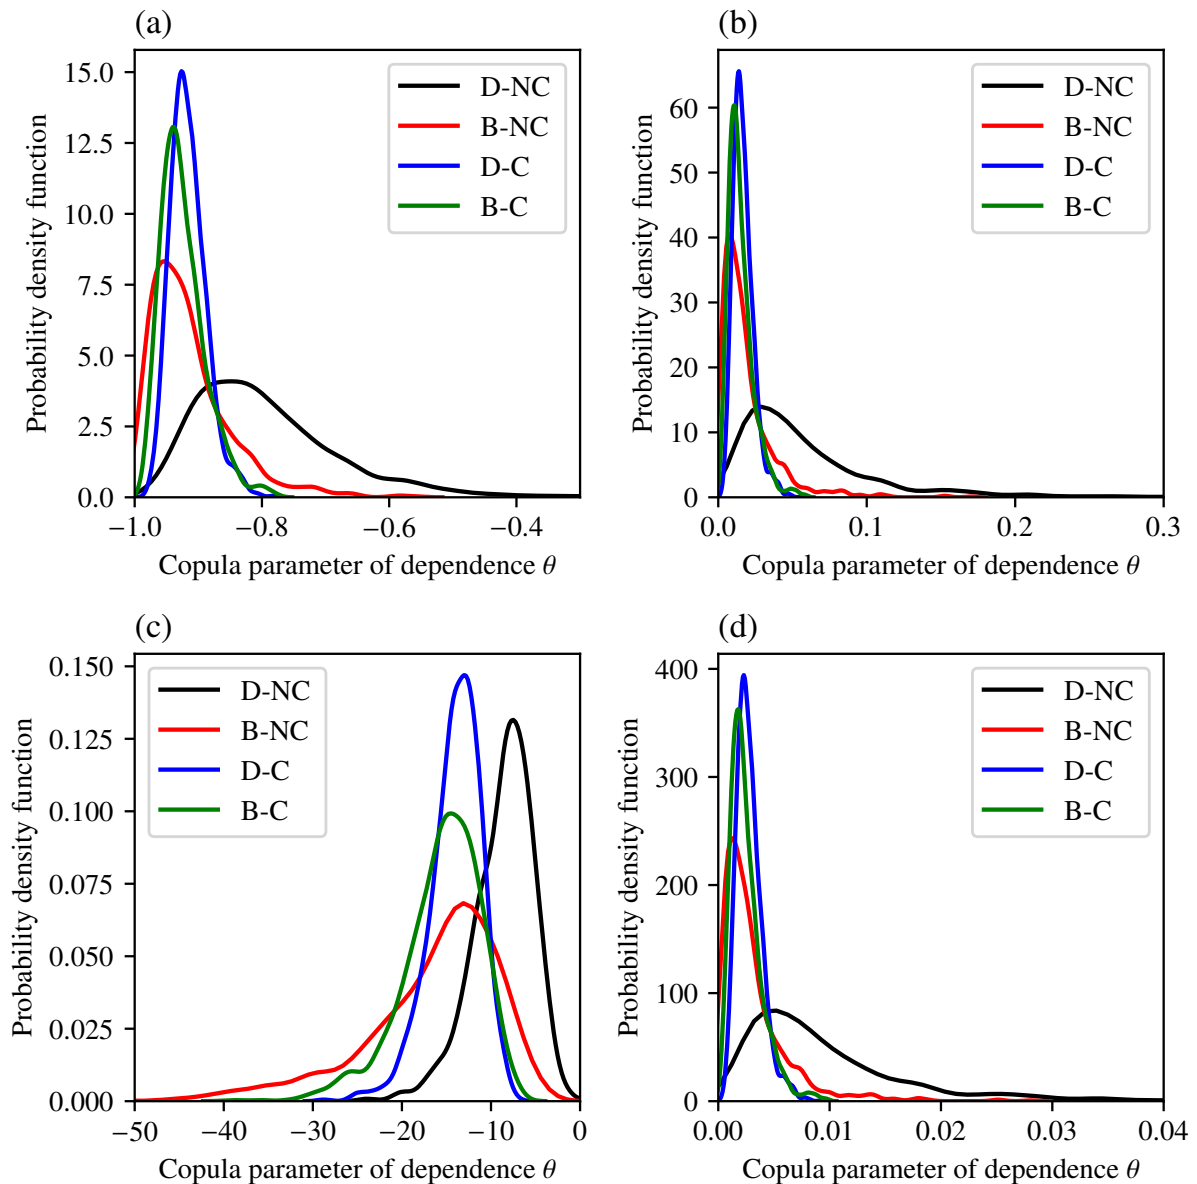 (a)
Probability density function
15.0
12.5
10.0
7.5
5.0
2.5
0.0
D-NC
B-NC
D-C
B-C
−1.0 −0.8 −0.6 −0.4
Copula parameter of dependence θ
(b)
Probability density function
60
50
40
30
20
10
0
D-NC
B-NC
D-C
B-C
0.0 0.1 0.2 0.3
Copula parameter of dependence θ
(c)
Probability density function
0.150
0.125
0.100
0.075
0.050
0.025
0.000
D-NC
B-NC
D-C
B-C
−50 −40 −30 −20 −10 0
Copula parameter of dependence θ
(d)
Probability density function
400
300
200
100
0
D-NC
B-NC
D-C
B-C
0.00 0.01 0.02 0.03 0.04
Copula parameter of dependence θ